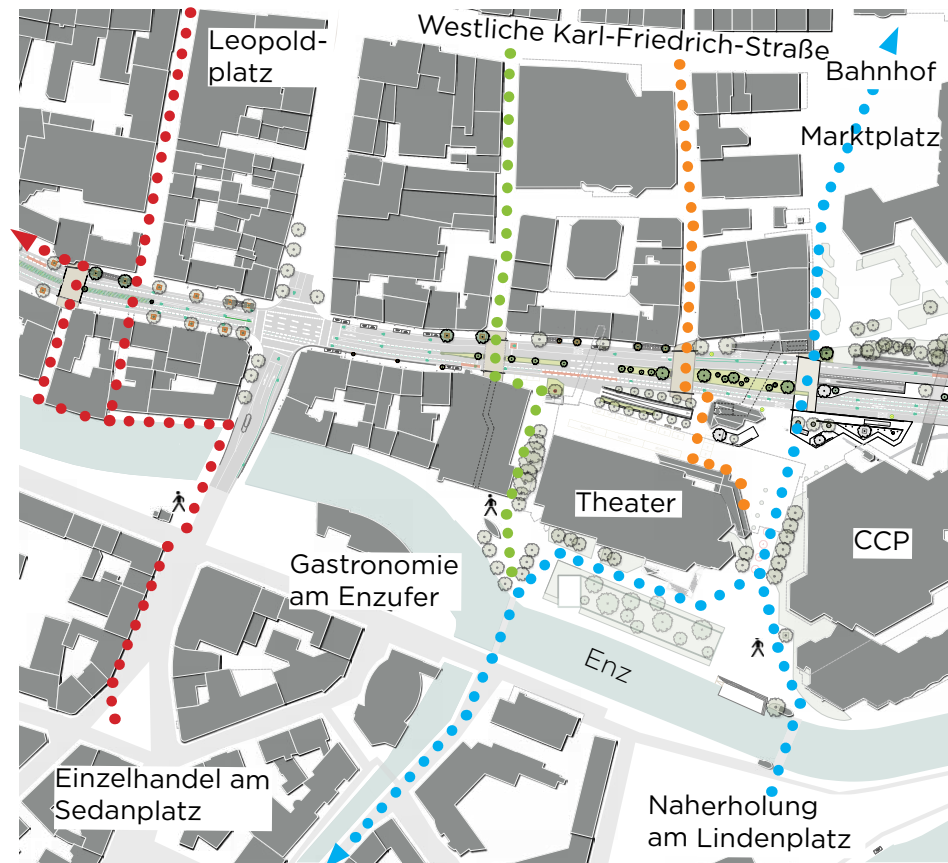 Leopold-
platz
Westliche Karl-Friedrich-Straße
Bahnhof
Marktplatz
Theater
CCP
Gastronomie
am Enzufer
Enz
Einzelhandel am
Sedanplatz
Naherholung
am Lindenplatz